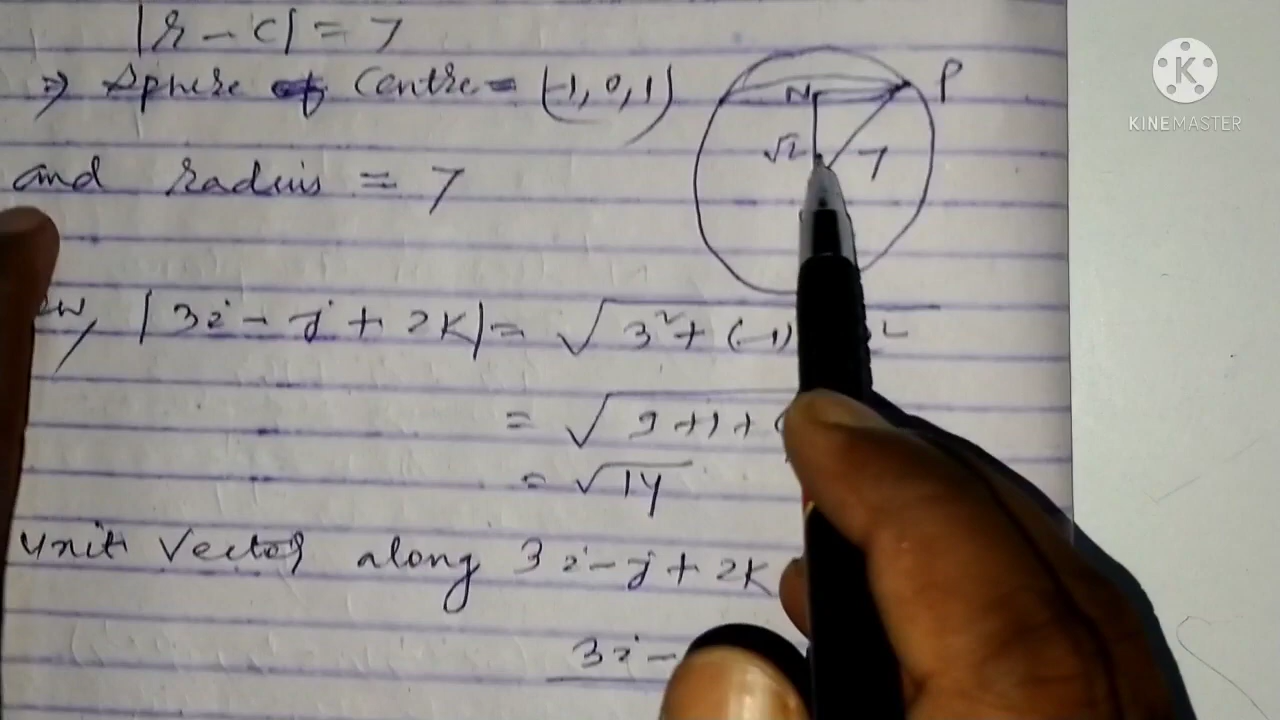 |r - c| = 7
⇒ Sphere of Centre = (-1, 0, 1)
and radius = 7
N
P
√2
7
K
KINEMASTER
|3i - j + 2k| = √3² + (-1)
= √9 + 1 +
= √14
unit Vector along 3i - j + 2k
3i -